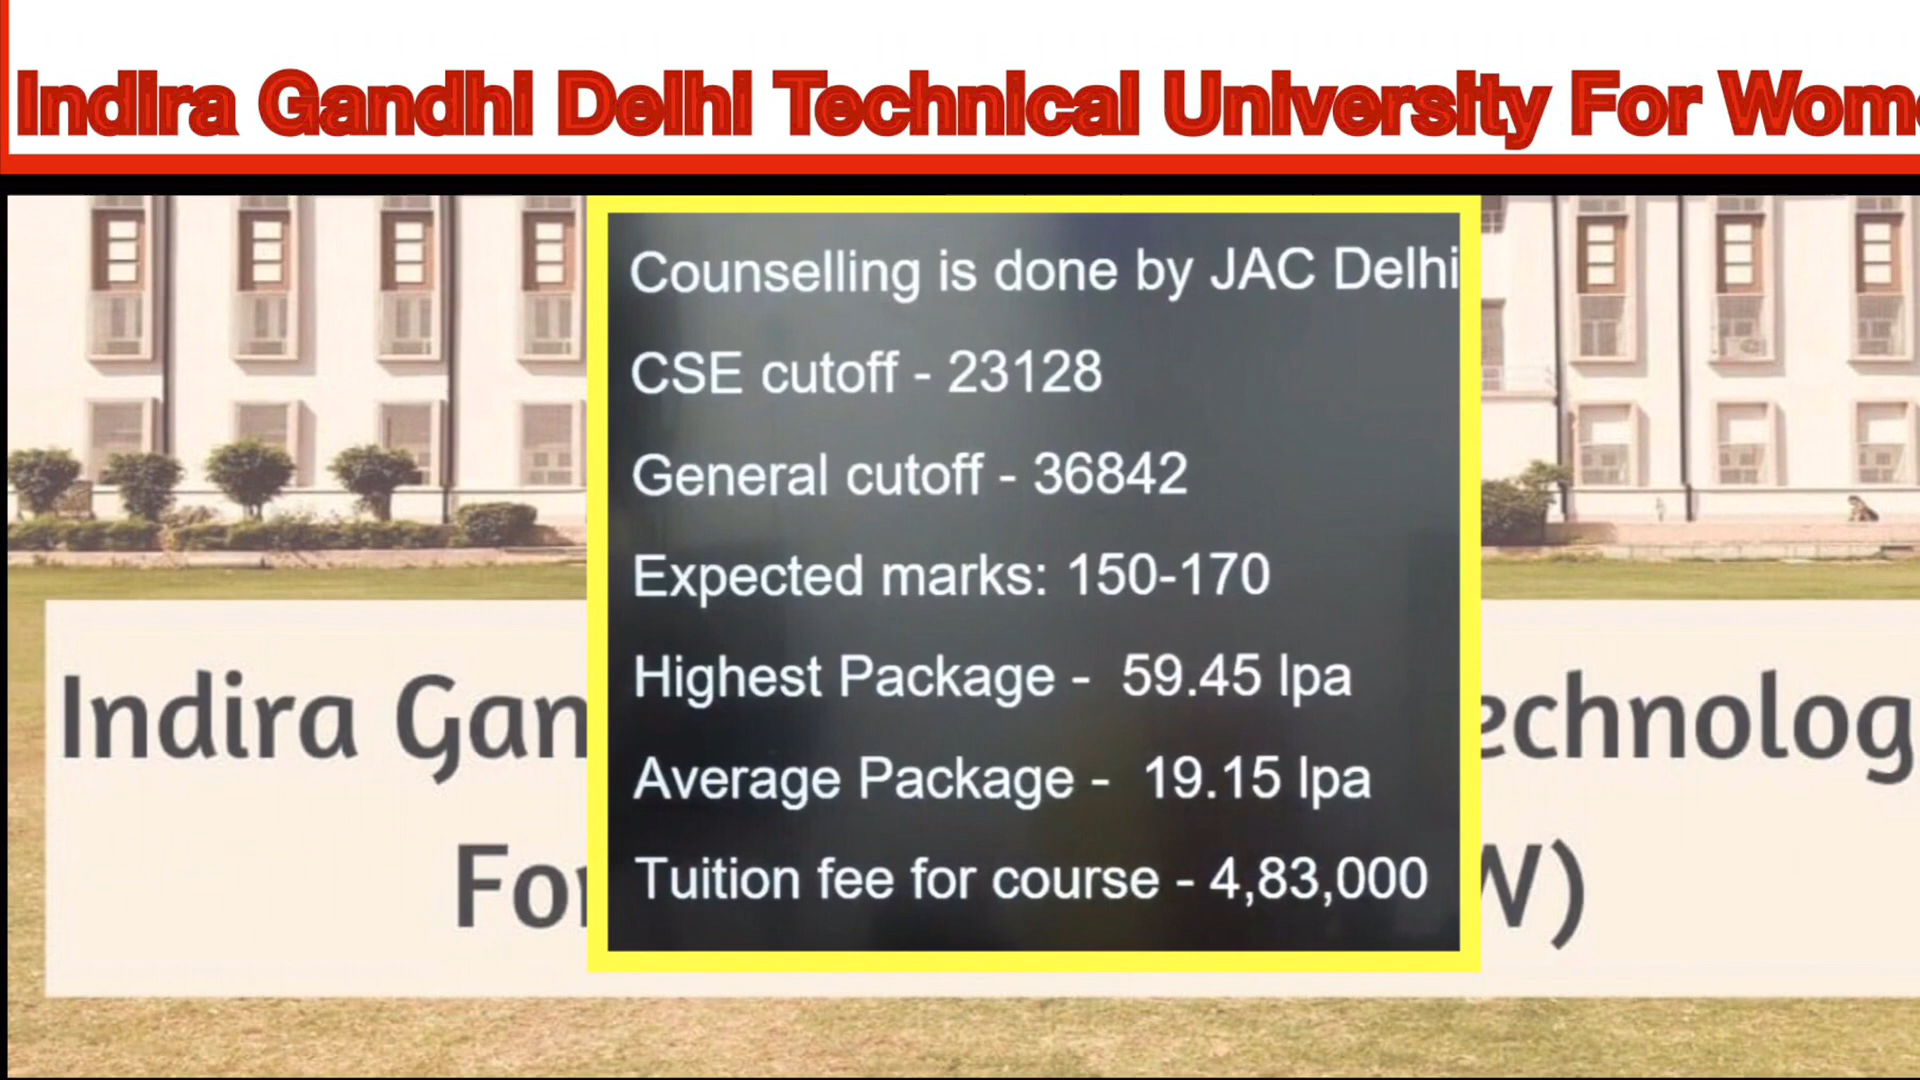 Indira Gandhi Delhi Technical University For Wom
Counselling is done by JAC Delhi
CSE cutoff - 23128
General cutoff - 36842
Expected marks: 150-170
Highest Package - 59.45 lpa
Average Package - 19.15 lpa
Tuition fee for course - 4,83,000
Indira Gan
echnolog
For
W)